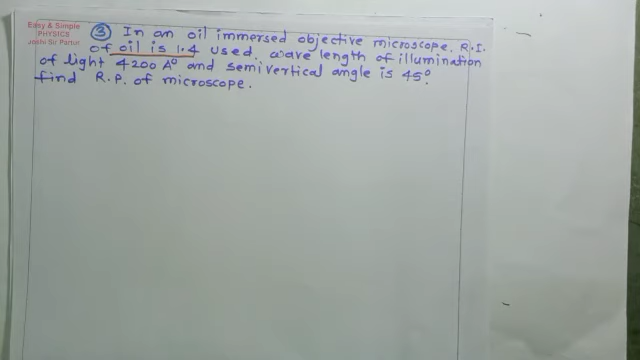 Easy & Simple
PHYSICS
Joshi Sir Partur
③ In an oil immersed objective microscope. R.I.
of oil is 1.4 used. wave length of illumination
of light 4200 A° and semivertical angle is 45°.
find R.P. of microscope.